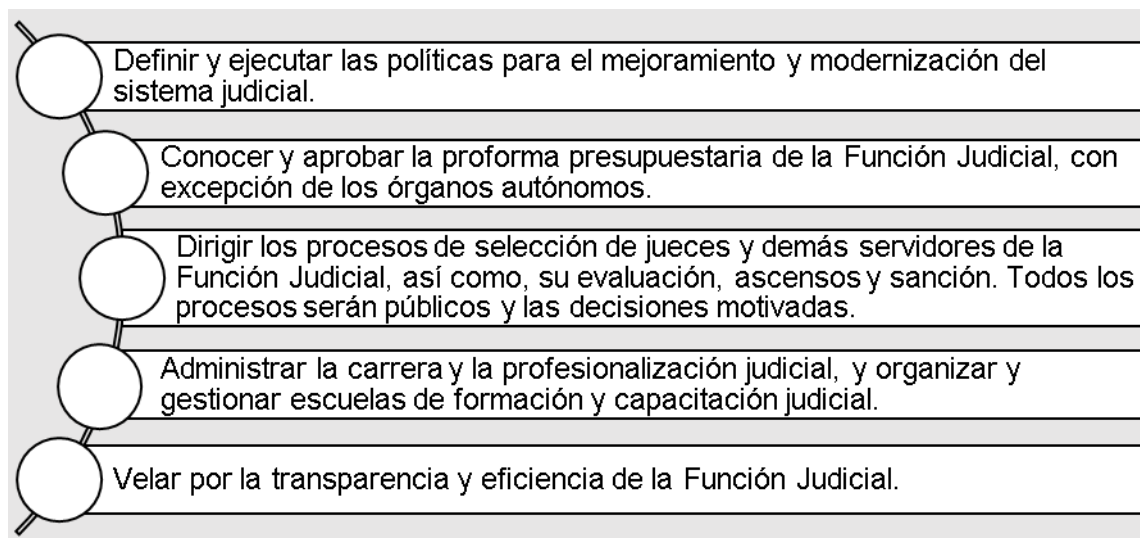 Definir y ejecutar las políticas para el mejoramiento y modernización del
sistema judicial.
Conocer y aprobar la proforma presupuestaria de la Función Judicial, con
excepción de los órganos autónomos.
Dirigir los procesos de selección de jueces y demás servidores de la
Función Judicial, así como, su evaluación, ascensos y sanción. Todos los
procesos serán públicos y las decisiones motivadas.
Administrar la carrera y la profesionalización judicial, y organizar y
gestionar escuelas de formación y capacitación judicial.
Velar por la transparencia y eficiencia de la Función Judicial.